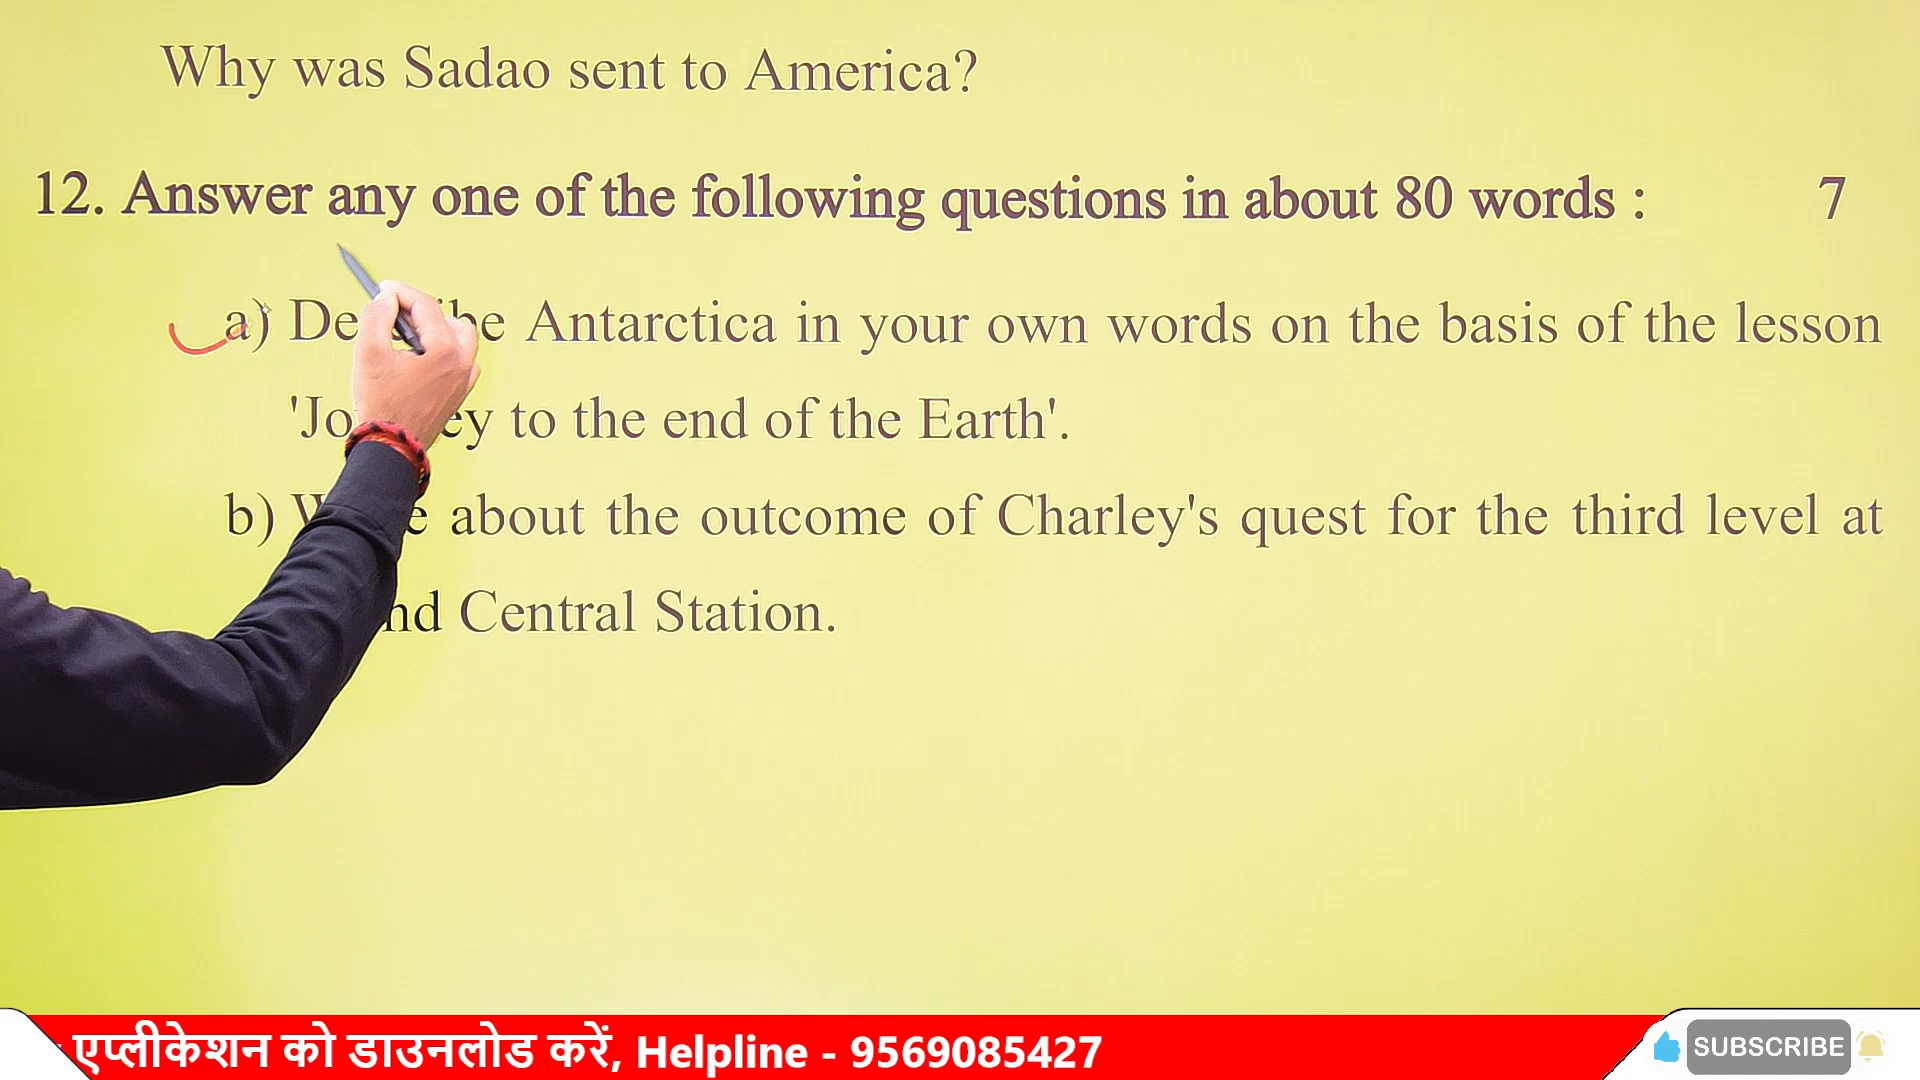 Why was Sadao sent to America?
12. Answer any one of the following questions in about 80 words : 7
a) De be Antarctica in your own words on the basis of the lesson
'Jo ey to the end of the Earth'.
b) W e about the outcome of Charley's quest for the third level at
nd Central Station.
एप्लीकेशन को डाउनलोड करें, Helpline - 9569085427
SUBSCRIBE